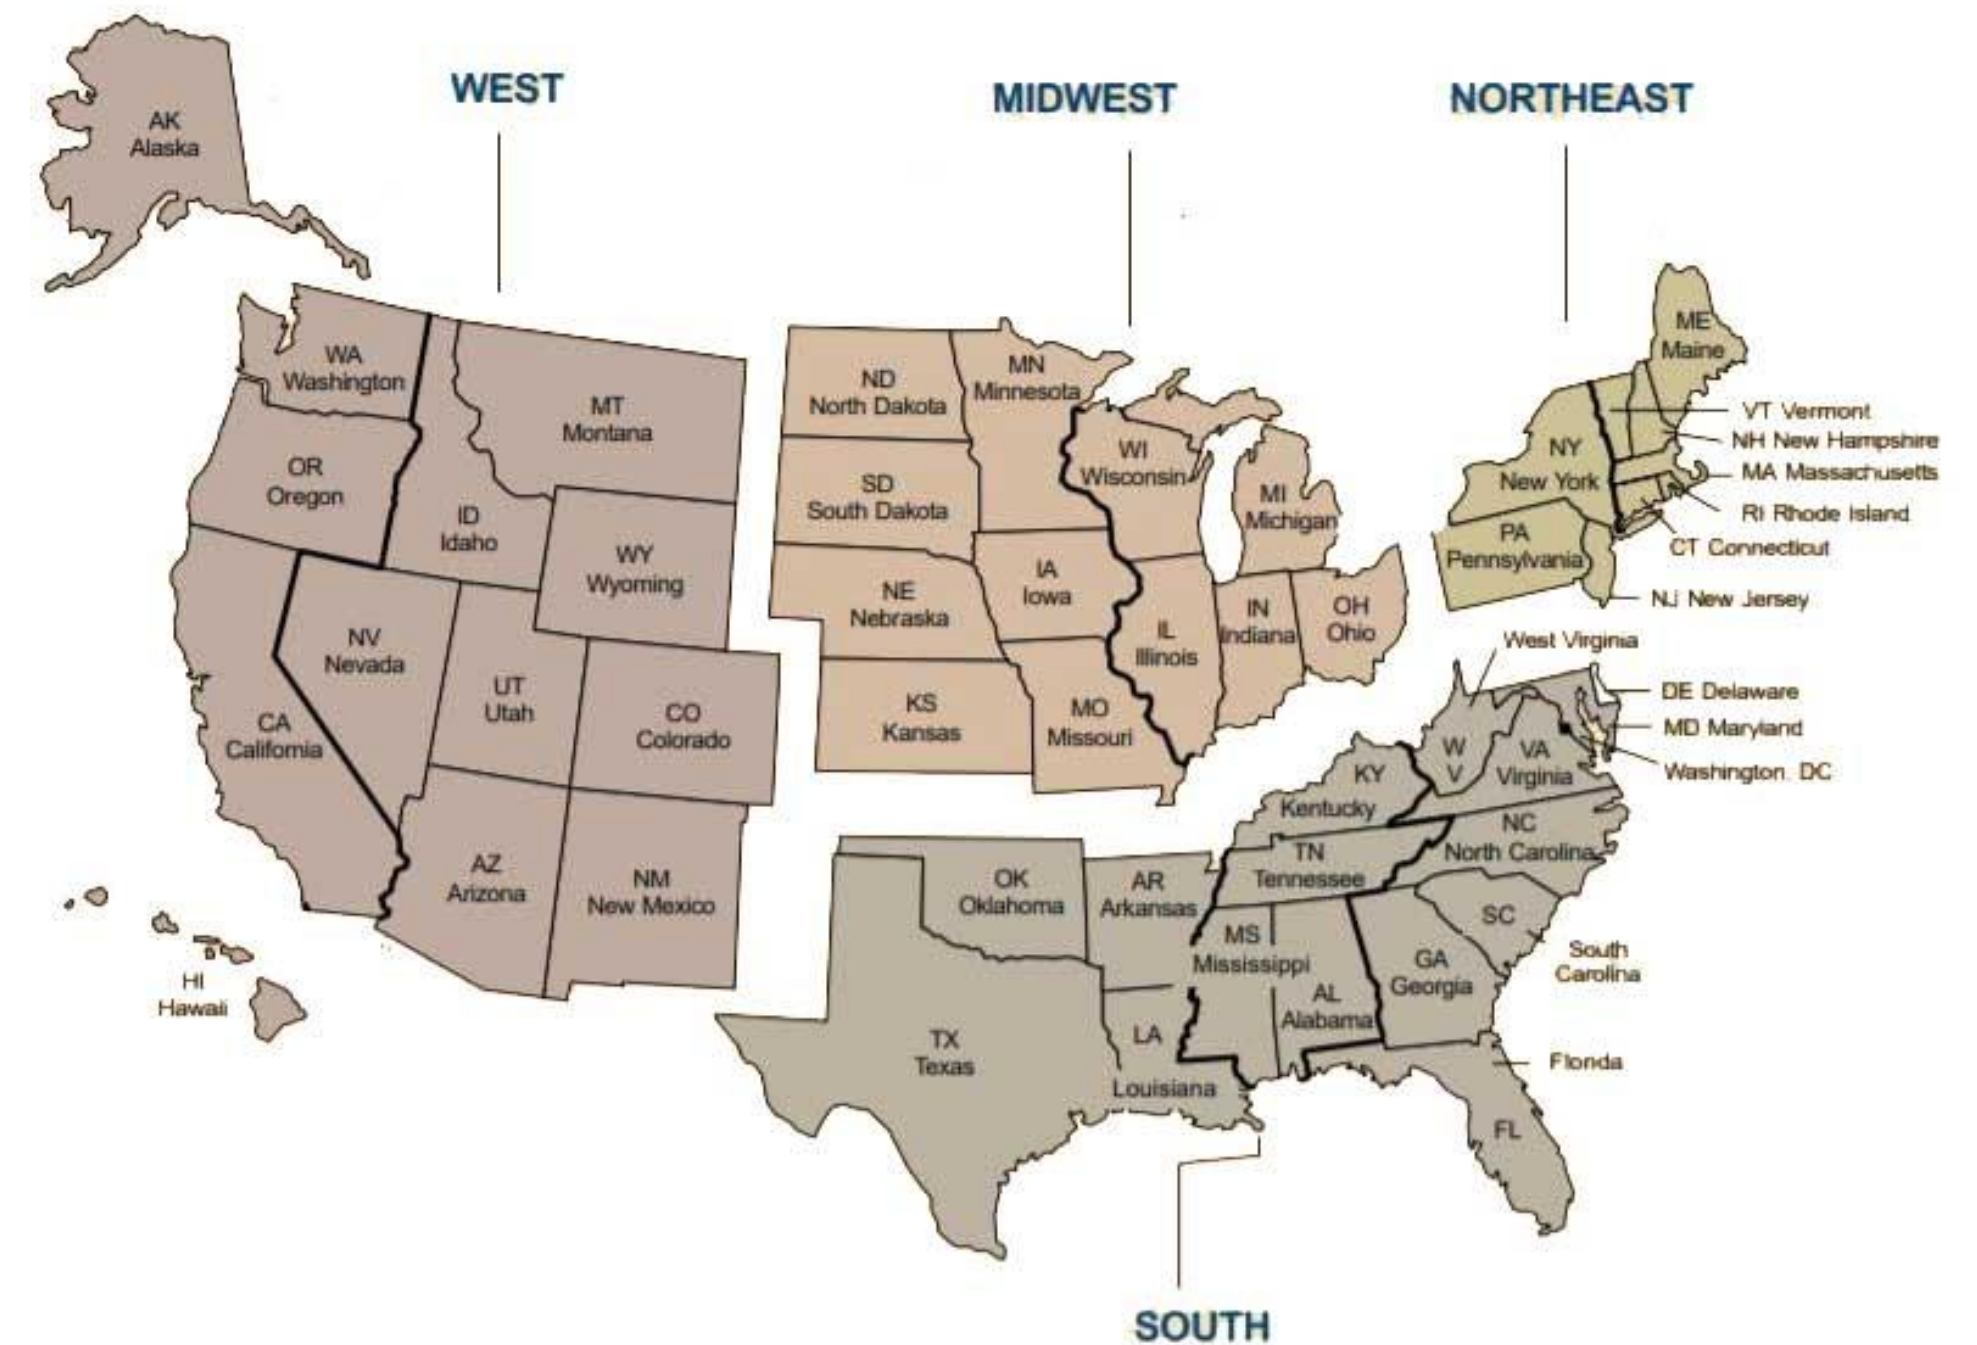 WEST
MIDWEST
NORTHEAST
AK
Alaska
WA
Washington
MT
Montana
OR
Oregon
ID
Idaho
WY
Wyoming
NV
Nevada
UT
Utah
CO
Colorado
CA
California
AZ
Arizona
NM
New Mexico
HI
Hawaii
ND
North Dakota
MN
Minnesota
SD
South Dakota
WI
Wisconsin
MI
Michigan
NE
Nebraska
IA
Iowa
IL
Illinois
IN
Indiana
OH
Ohio
KS
Kansas
MO
Missouri
ME
Maine
VT Vermont
NH New Hampshire
NY
New York
MA Massachusetts
RI Rhode Island
CT Connecticut
PA
Pennsylvania
NJ New Jersey
West Virginia
DE Delaware
MD Maryland
Washington. DC
W
V
VA
Virginia
KY
Kentucky
NC
North Carolina
TN
Tennessee
OK
Oklahoma
AR
Arkansas
SC
South
Carolina
MS
Mississippi
GA
Georgia
AL
Alabama
TX
Texas
LA
Louisiana
Florida
FL
SOUTH